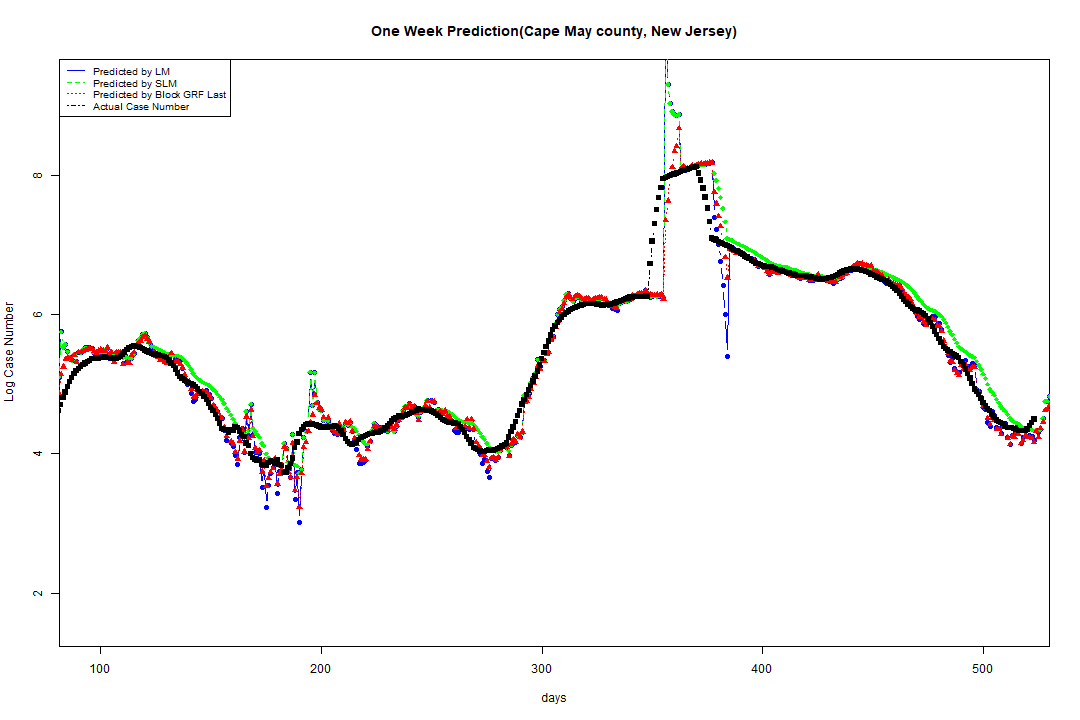 One Week Prediction(Cape May county, New Jersey)
Predicted by LM
Predicted by SLM
Predicted by Block GRF Last
Actual Case Number
8
6
4
2
Log Case Number
100 200 300 400 500
days